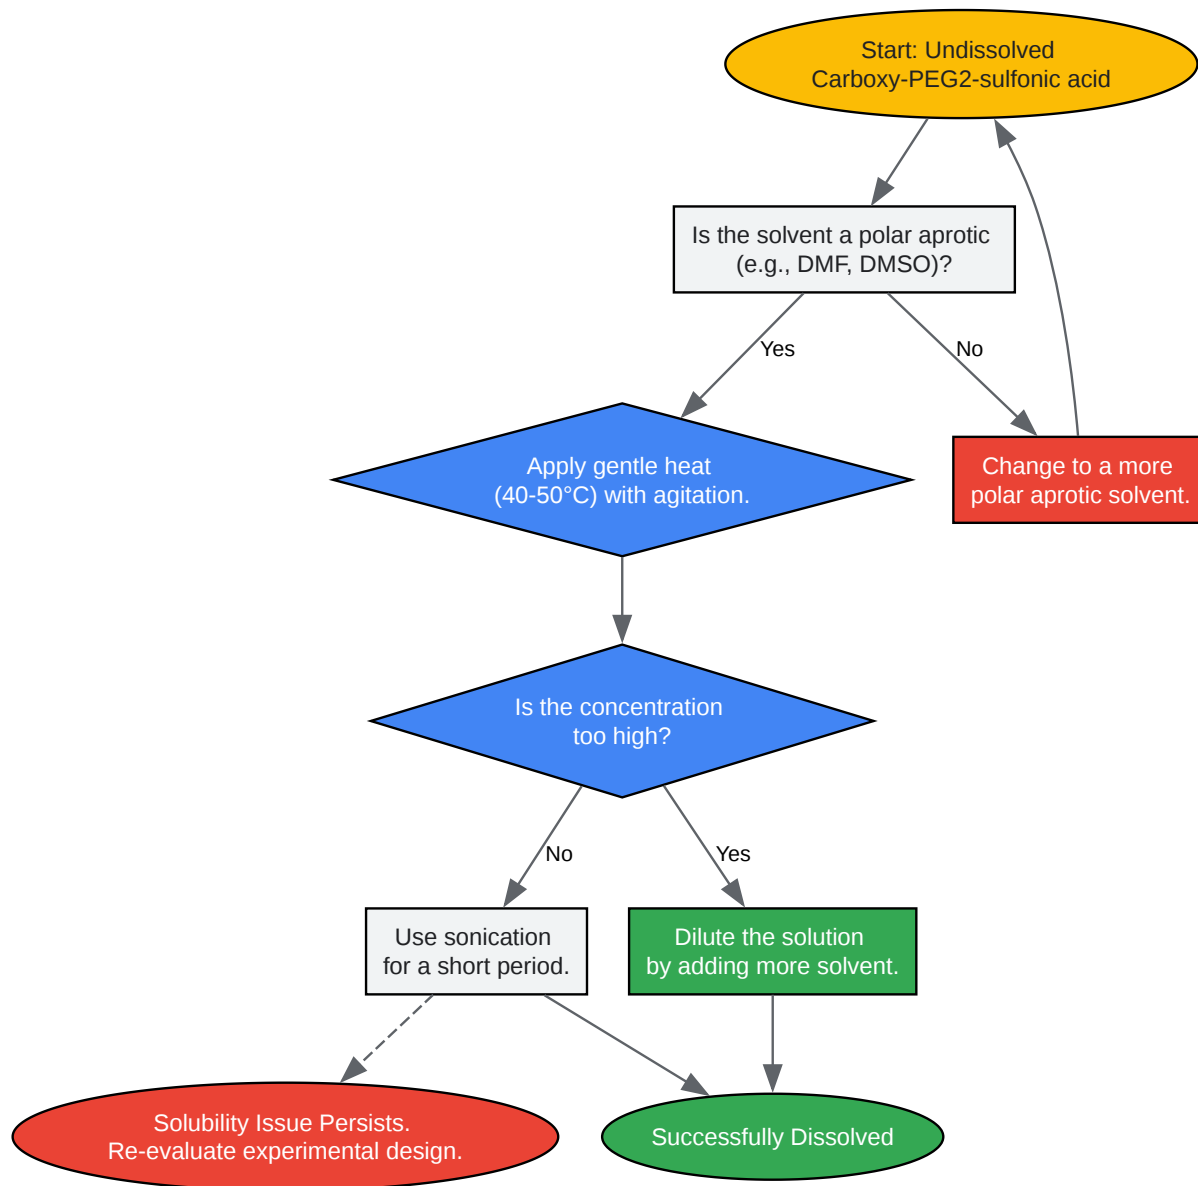 Start: Undissolved
Carboxy-PEG2-sulfonic acid
Is the solvent a polar aprotic
(e.g., DMF, DMSO)?
Yes
No
Apply gentle heat
(40-50°C) with agitation.
Change to a more
polar aprotic solvent.
Is the concentration
too high?
No
Yes
Use sonication
for a short period.
Dilute the solution
by adding more solvent.
Solubility Issue Persists.
Re-evaluate experimental design.
Successfully Dissolved